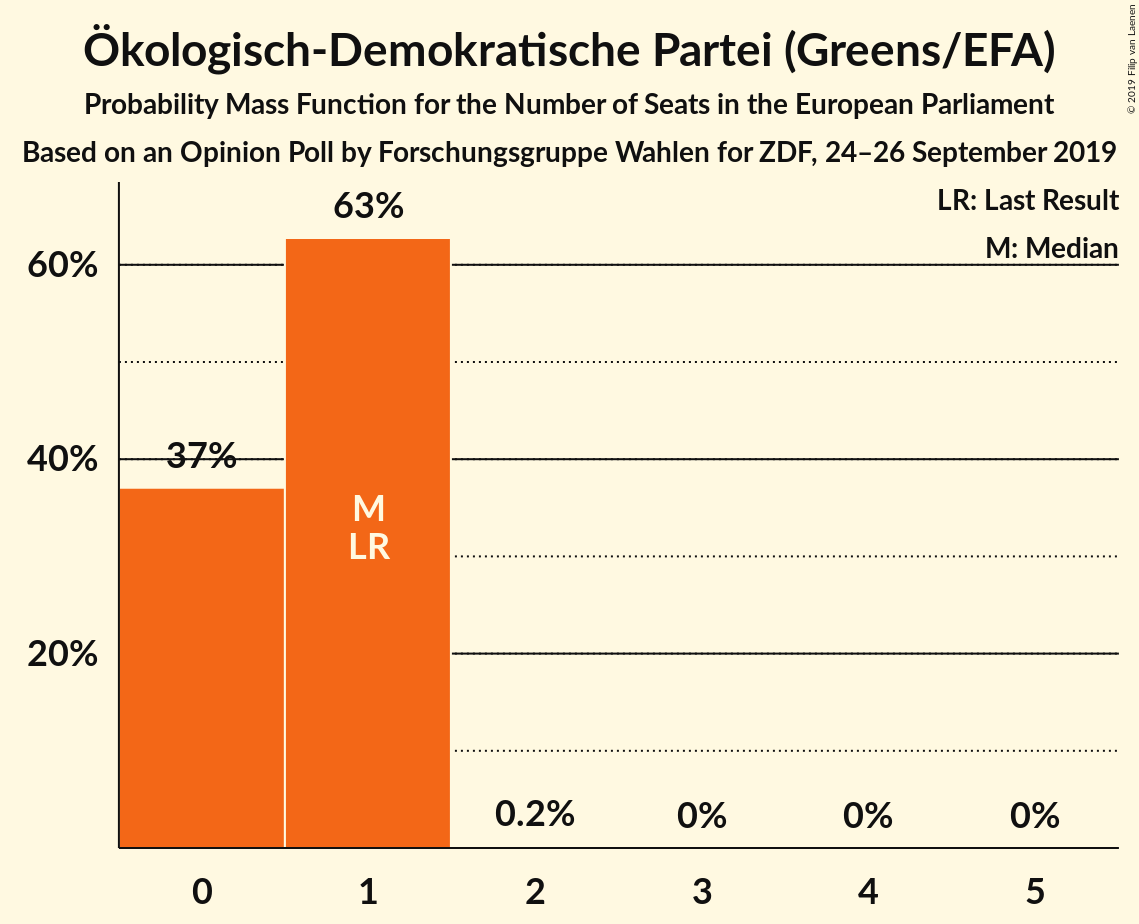 Ökologisch-Demokratische Partei (Greens/EFA)
Probability Mass Function for the Number of Seats in the European Parliament
Based on an Opinion Poll by Forschungsgruppe Wahlen for ZDF, 24–26 September 2019
© 2019 Filip van Laenen
LR: Last Result
M: Median
63%
60%
37%
40%
M
LR
20%
0.2%
0%
0%
0%
0
1
2
3
4
5